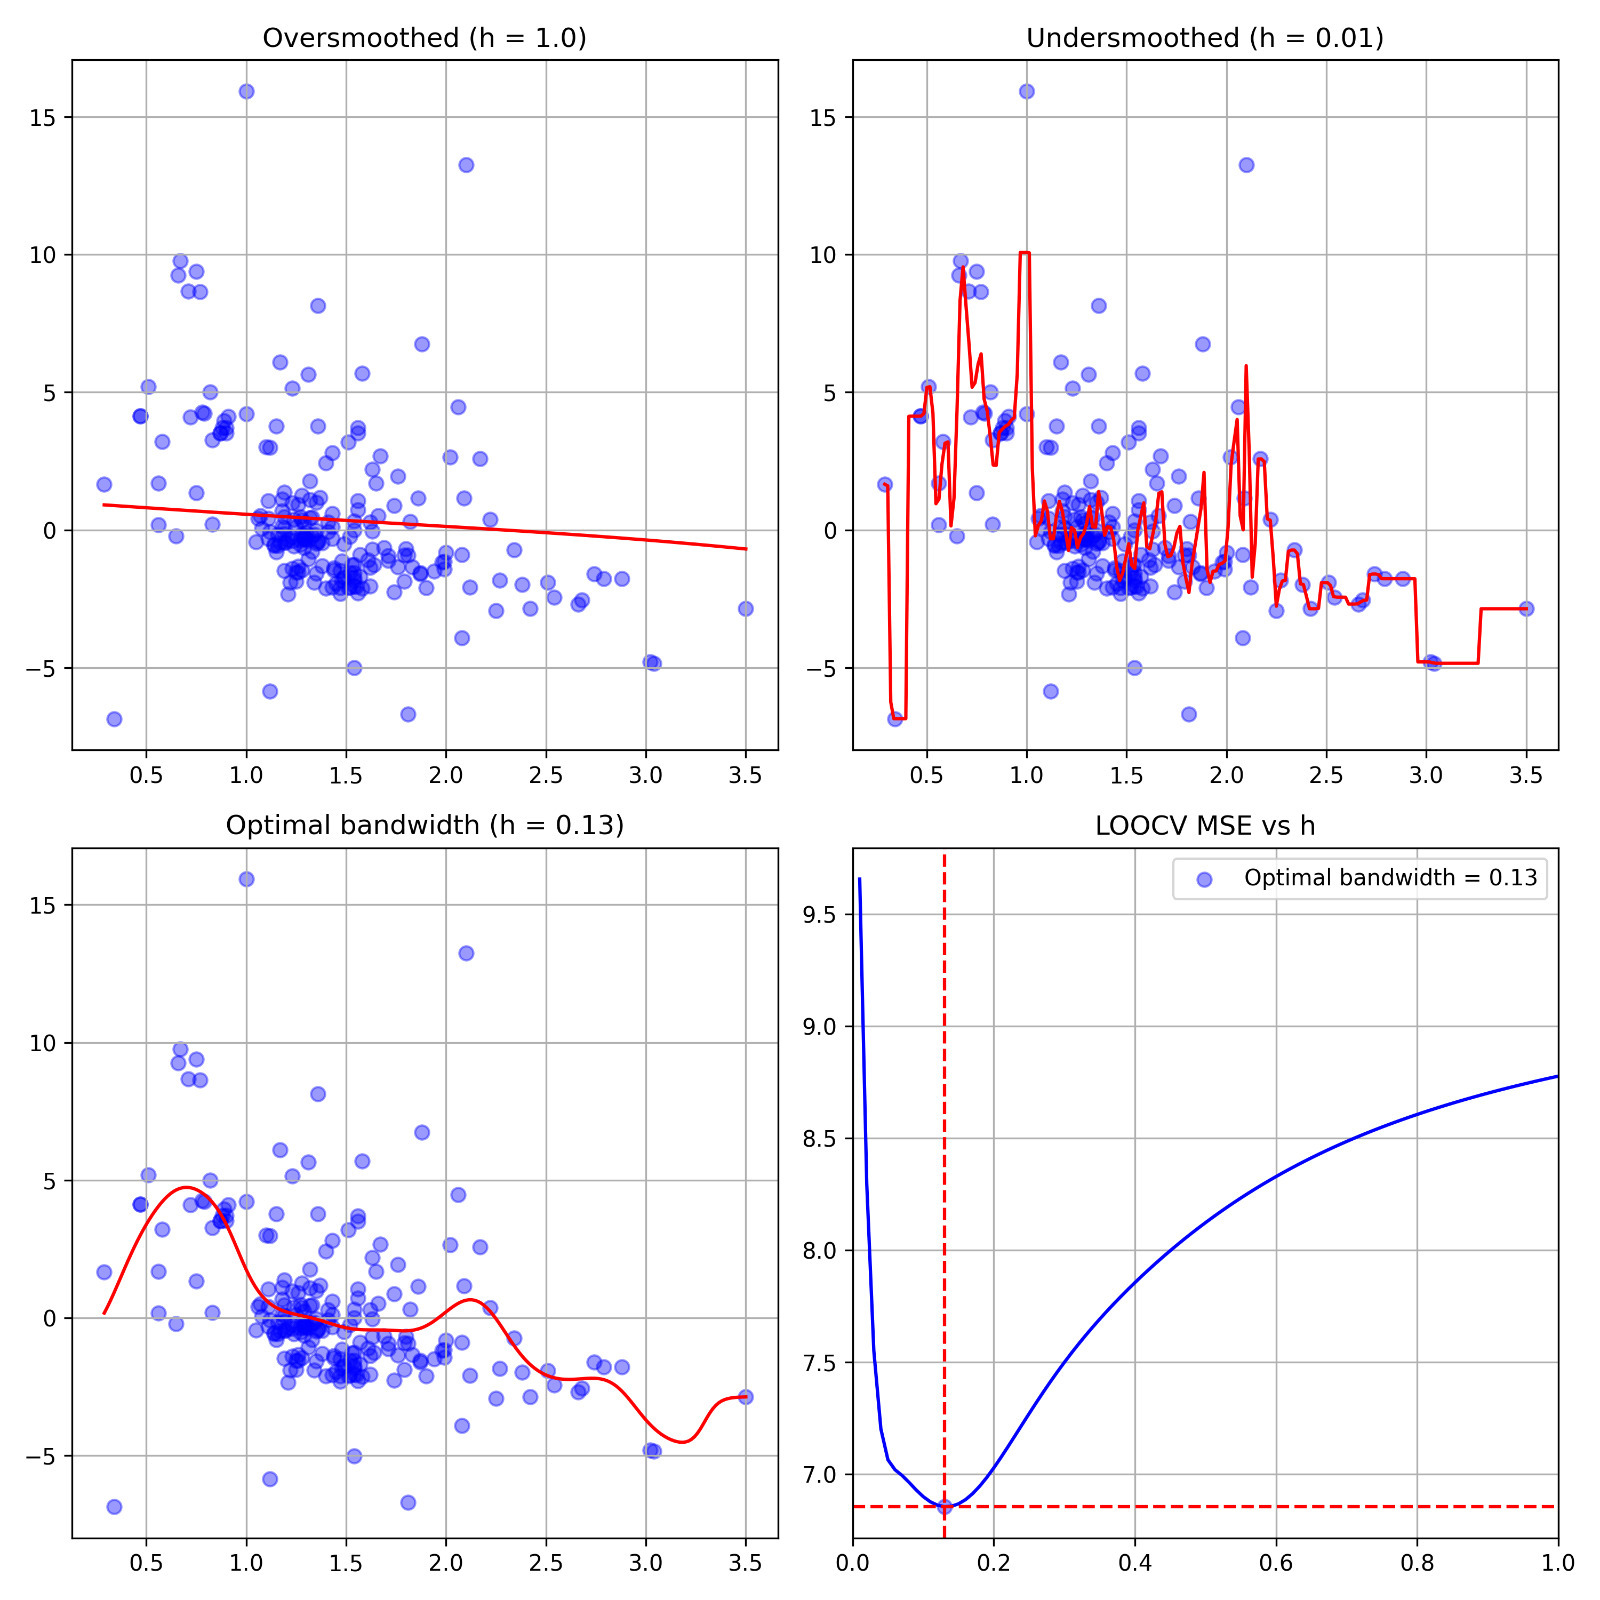 Oversmoothed (h = 1.0)
15
10
5
0
−5
0.5 1.0 1.5 2.0 2.5 3.0 3.5
Undersmoothed (h = 0.01)
15
10
5
0
−5
0.5 1.0 1.5 2.0 2.5 3.0 3.5
Optimal bandwidth (h = 0.13)
15
10
5
0
−5
0.5 1.0 1.5 2.0 2.5 3.0 3.5
LOOCV MSE vs h
Optimal bandwidth = 0.13
9.5
9.0
8.5
8.0
7.5
7.0
0.0 0.2 0.4 0.6 0.8 1.0